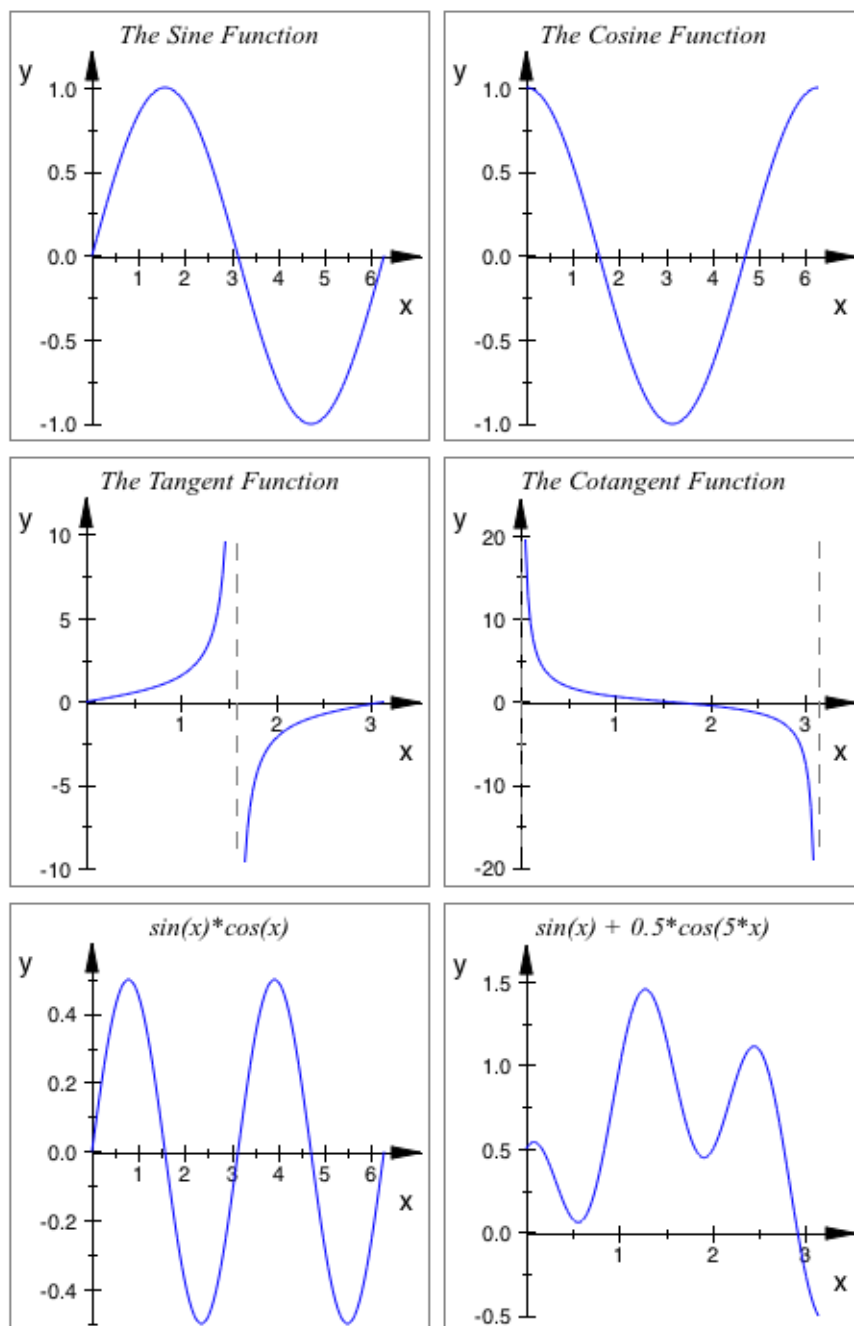 The Sine Function
y
1.0
0.5
0.0
1 2 3 4 5 6
x
-0.5
-1.0
The Cosine Function
y
1.0
0.5
0.0
1 2 3 4 5 6
x
-0.5
-1.0
The Tangent Function
y
10
5
0
1 2 3
x
-5
-10
The Cotangent Function
y
20
10
0
1 2 3
x
-10
-20
sin(x)*cos(x)
y
0.4
0.2
0.0
1 2 3 4 5 6
x
-0.2
-0.4
sin(x) + 0.5*cos(5*x)
y
1.5
1.0
0.5
0.0
1 2 3
x
-0.5